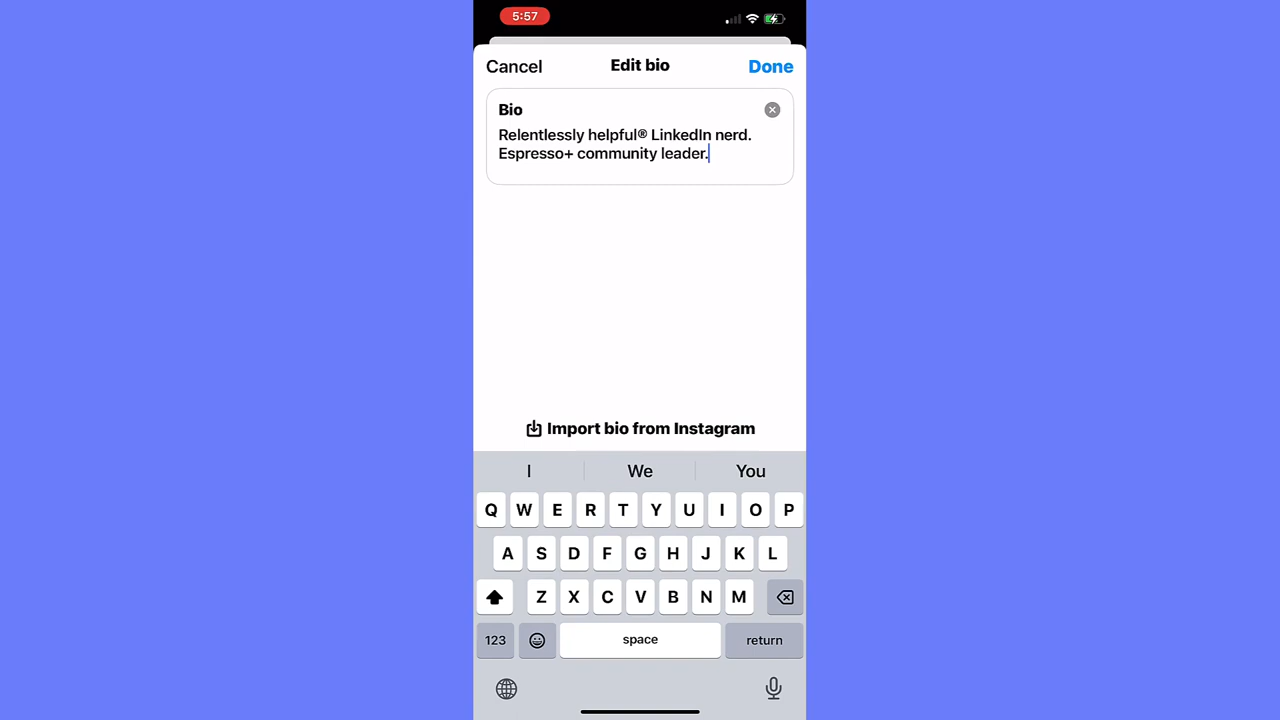 5:57
Cancel Edit bio Done
Bio
Relentlessly helpful® LinkedIn nerd.
Espresso+ community leader.
Import bio from Instagram
I We You
Q W E R T Y U I O P
A S D F G H J K L
Z X C V B N M
123 space return